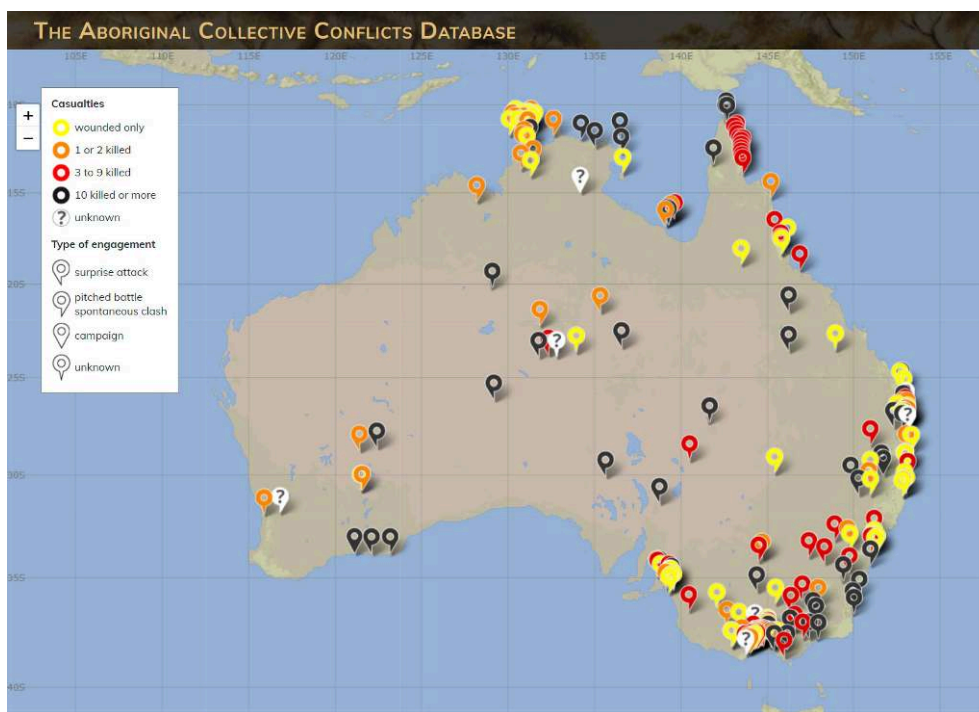 THE ABORIGINAL COLLECTIVE CONFLICTS DATABASE
105E 110E 115E 120E 125E 130E 135E 140E 145E 150E 155E
10S
+
−
Casualties
wounded only
1 or 2 killed
3 to 9 killed
10 killed or more
? unknown
Type of engagement
surprise attack
pitched battle
spontaneous clash
campaign
unknown
?
15S
20S
?
25S
?
30S
?
35S
?
?
40S